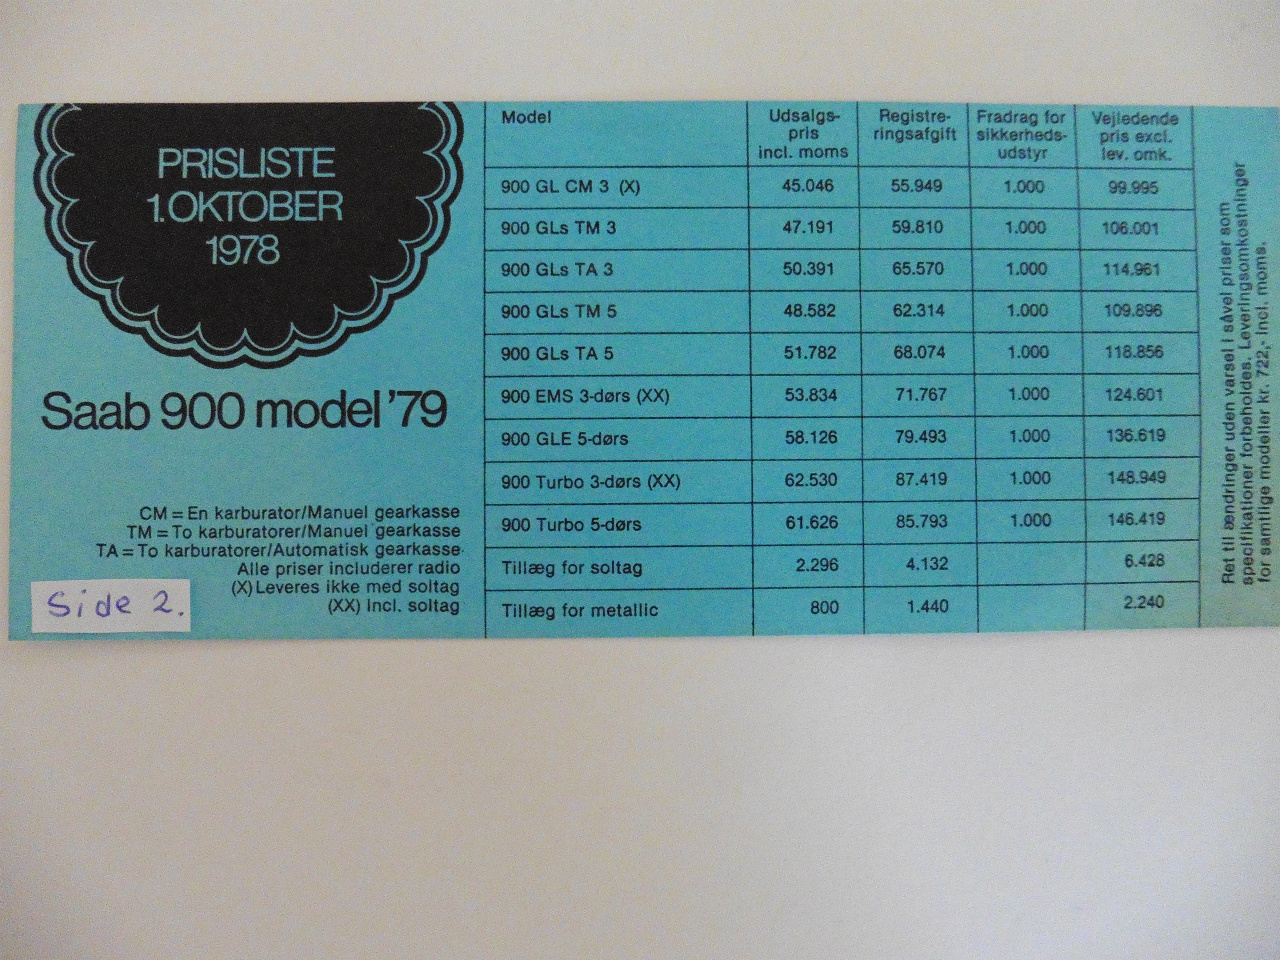 PRISLISTE
1. OKTOBER
1978
Saab 900 model '79
CM = En karburator/Manuel gearkasse
TM = To karburatorer/Manuel gearkasse
TA = To karburatorer/Automatisk gearkasse
Alle priser includerer radio
(X) Leveres ikke med soltag
(XX) Incl. soltag
Side 2.
Model Udsalgs- Registre- Fradrag for Vejledende
pris ringsafgift sikkerheds- pris excl.
incl. moms udstyr lev. omk.
900 GL CM 3 (X) 45.046 55.949 1.000 99.995
900 GLs TM 3 47.191 59.810 1.000 106.001
900 GLs TA 3 50.391 65.570 1.000 114.961
900 GLs TM 5 48.582 62.314 1.000 109.896
900 GLs TA 5 51.782 68.074 1.000 118.856
900 EMS 3-dørs (XX) 53.834 71.767 1.000 124.601
900 GLE 5-dørs 58.126 79.493 1.000 136.619
900 Turbo 3-dørs (XX) 62.530 87.419 1.000 148.949
900 Turbo 5-dørs 61.626 85.793 1.000 146.419
Tillæg for soltag 2.296 4.132 6.428
Tillæg for metallic 800 1.440 2.240
Ret til ændringer uden varsel i såvel priser som
specifikationer forbeholdes. Leveringsomkostninger
for samtlige modeller kr. 722,- incl. moms.